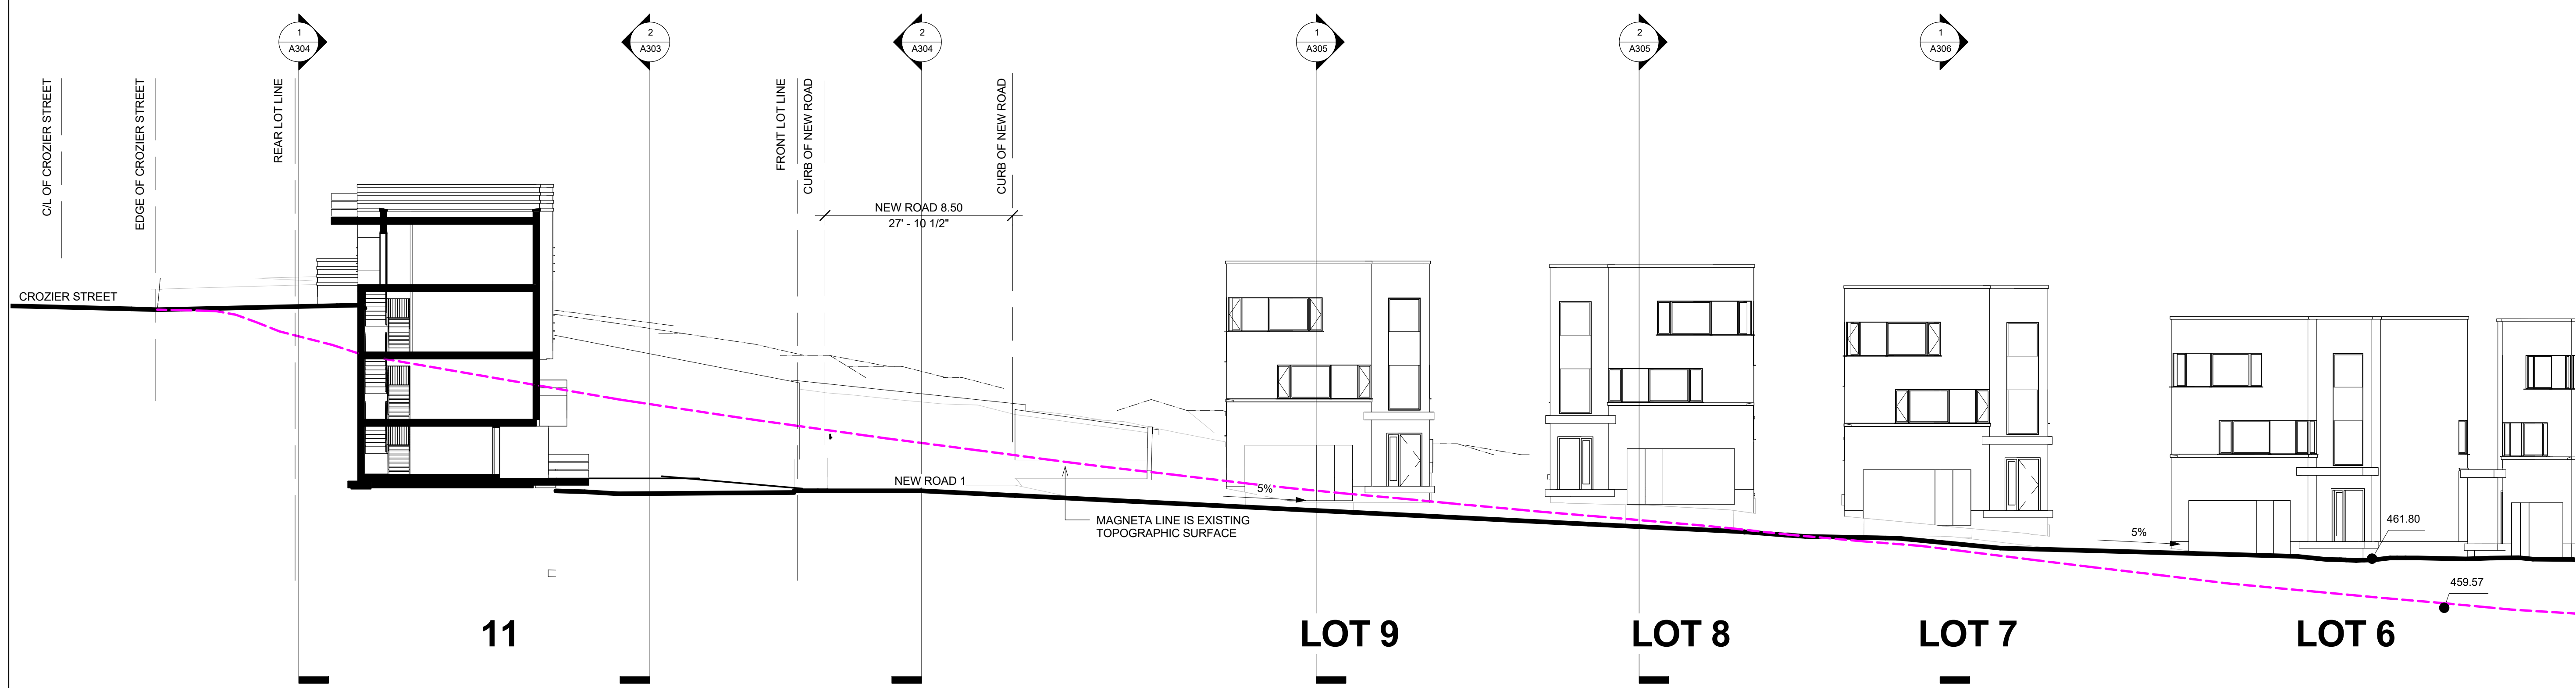 1
A304
2
A303
2
A304
1
A305
2
A305
1
A306
C/L OF CROZIER STREET
EDGE OF CROZIER STREET
REAR LOT LINE
FRONT LOT LINE
CURB OF NEW ROAD
CURB OF NEW ROAD
NEW ROAD 8.50
27' - 10 1/2"
CROZIER STREET
NEW ROAD 1
5%
MAGNETA LINE IS EXISTING
TOPOGRAPHIC SURFACE
5%
461.80
459.57
11
LOT 9
LOT 8
LOT 7
LOT 6